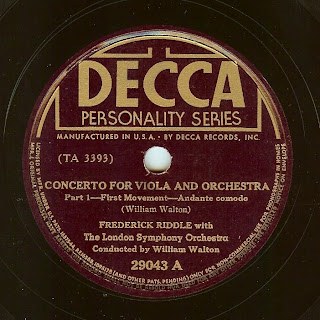 DECCA
PERSONALITY SERIES
MANUFACTURED IN U.S.A. • BY DECCA RECORDS, INC.
(TA 3393)
CONCERTO FOR VIOLA AND ORCHESTRA
Part 1—First Movement—Andante comodo
(William Walton)
FREDERICK RIDDLE with
The London Symphony Orchestra
Conducted by William Walton
29043 A